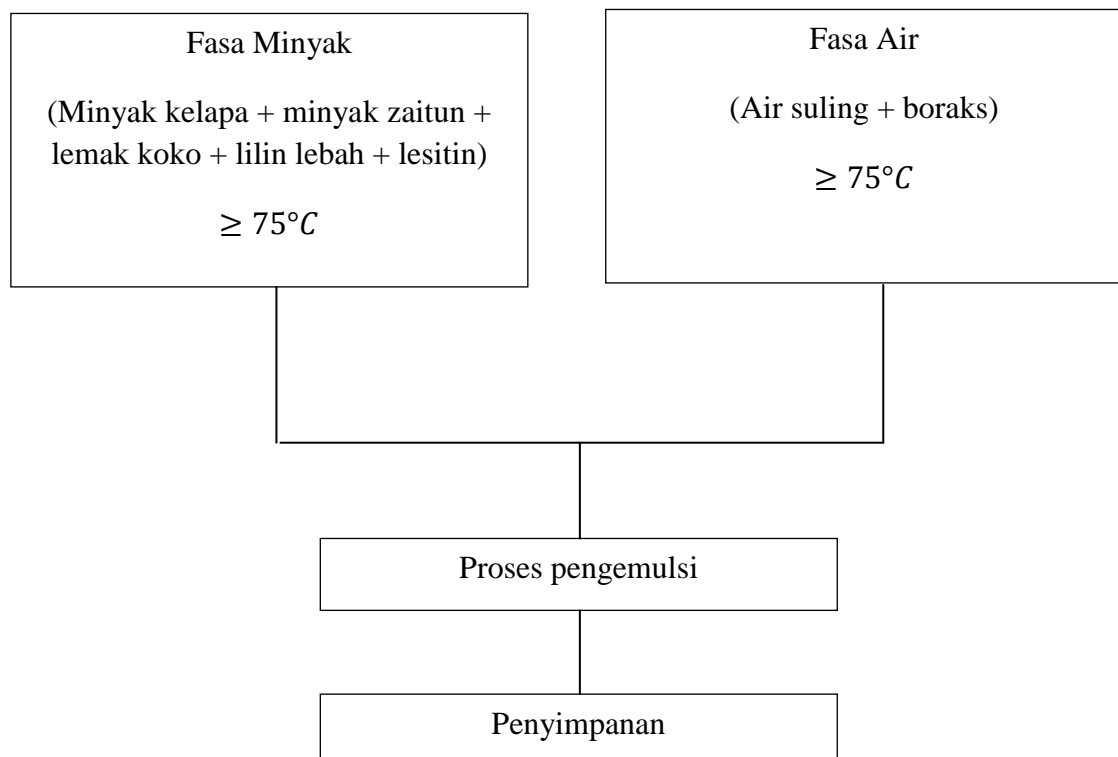 Fasa Minyak
(Minyak kelapa + minyak zaitun +
lemak koko + lilin lebah + lesitin)
≥ 75°C
Fasa Air
(Air suling + boraks)
≥ 75°C
Proses pengemulsi
Penyimpanan